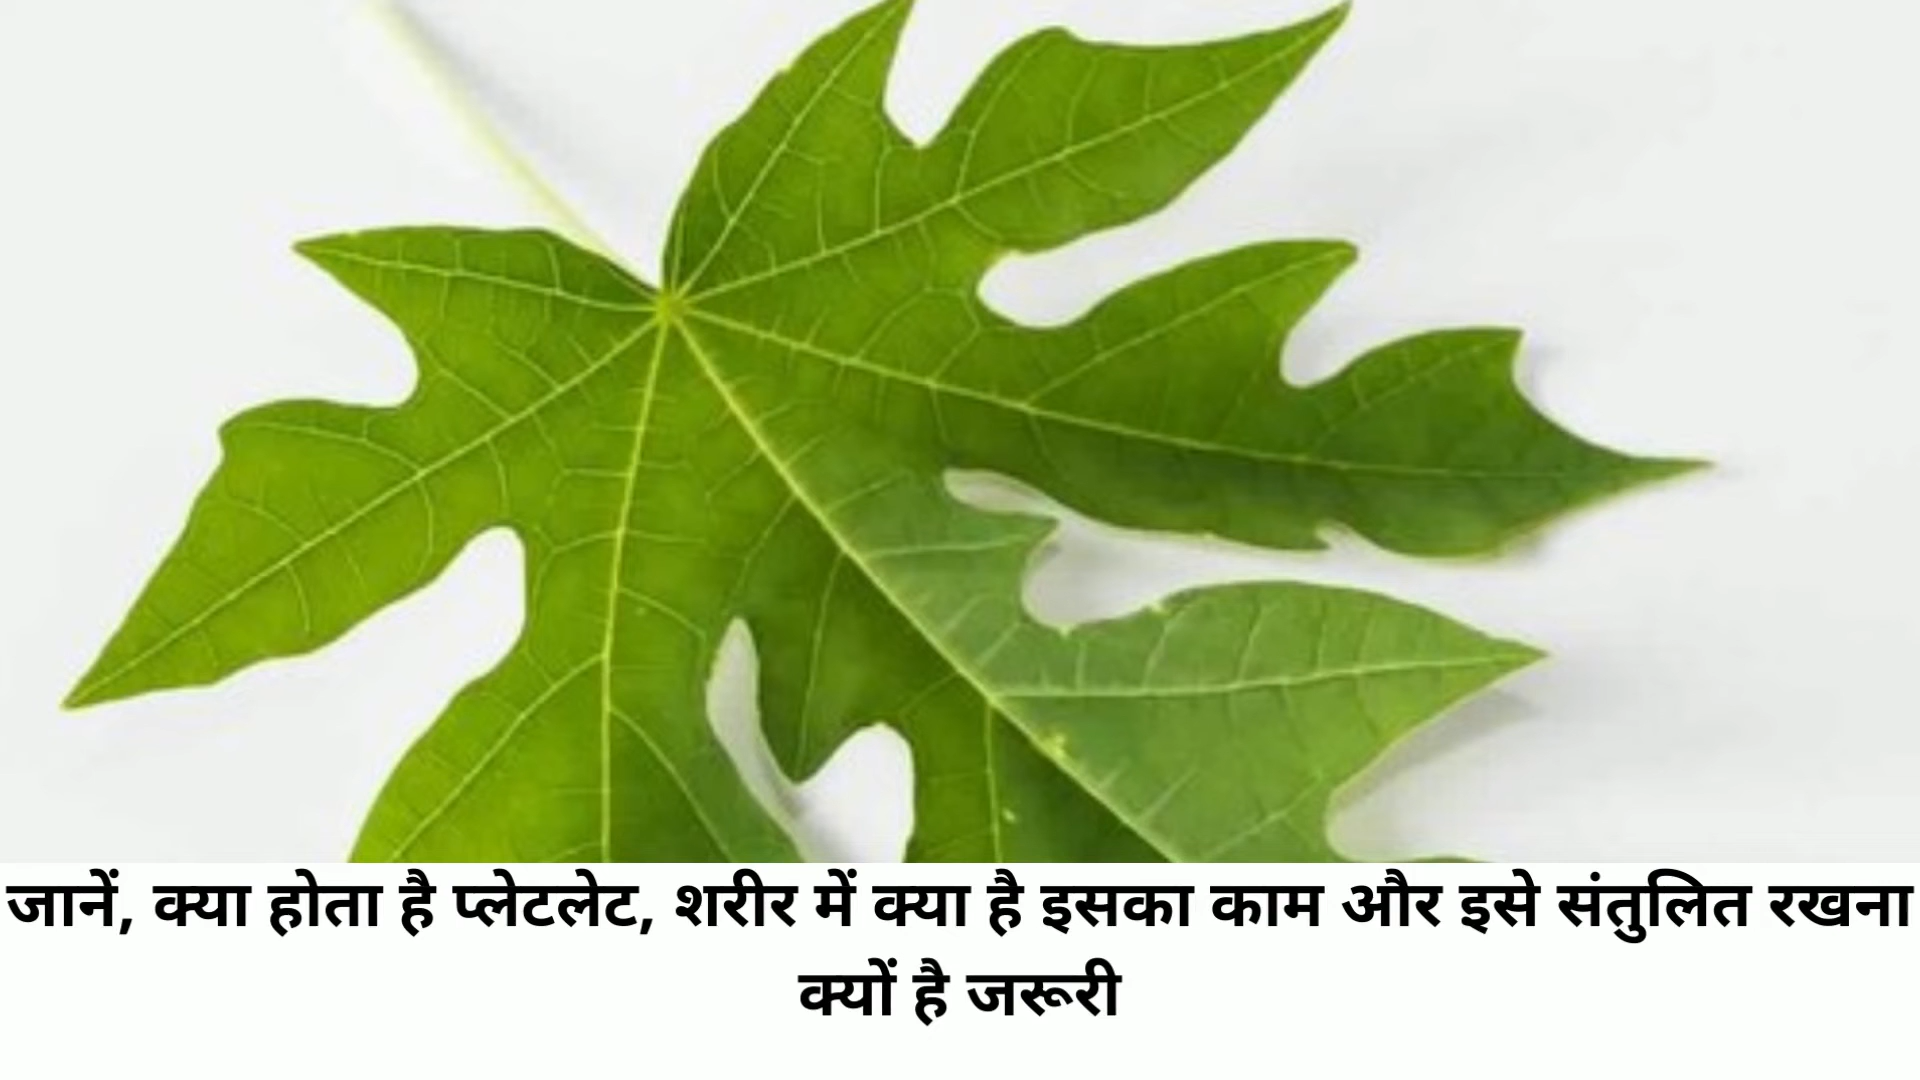 जानें, क्या होता है प्लेटलेट, शरीर में क्या है इसका काम और इसे संतुलित रखना
क्यों है जरूरी